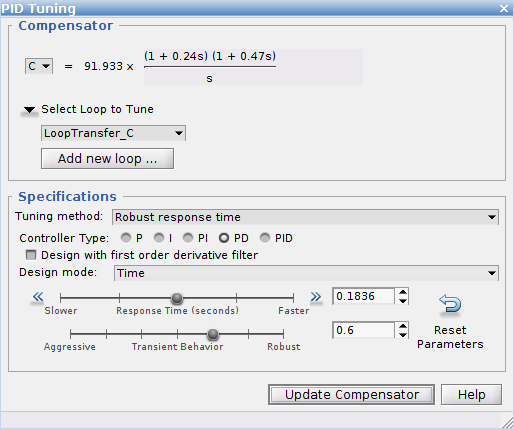 PID Tuning
Compensator
C = 91.933 x (1 + 0.24s) (1 + 0.47s)
s
Select Loop to Tune
LoopTransfer_C
Add new loop ...
Specifications
Tuning method: Robust response time
Controller Type: P I PI PD PID
Design with first order derivative filter
Design mode: Time
0.1836
Slower Response Time (seconds) Faster
0.6
Aggressive Transient Behavior Robust
Reset
Parameters
Update Compensator Help